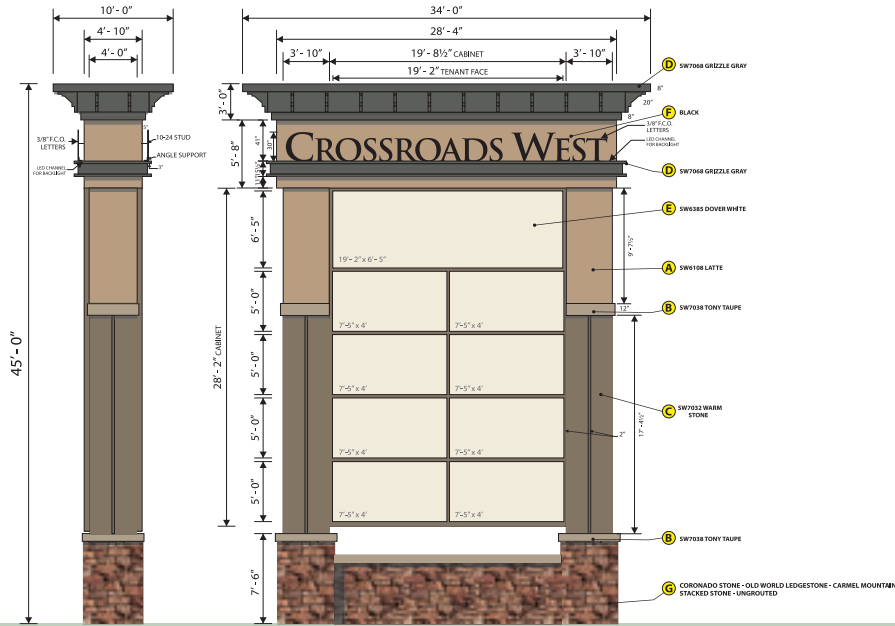 10'- 0"
4'- 10"
4'- 0"
34'- 0"
28'- 4"
3'- 10"
19'- 8½" CABINET
3'- 10"
19'- 2" TENANT FACE
D SW7068 GRIZZLE GRAY
8"
20"
8"
3'- 0"
F BLACK
3/8" F.C.O.
LETTERS
LED CHANNEL
FOR BACKLIGHT
3/8" F.C.O.
LETTERS
10-24 STUD
ANGLE SUPPORT
LED CHANNEL
FOR BACKLIGHT
3"
5'- 8"
41"
30"
CROSSROADS WEST
D SW7068 GRIZZLE GRAY
E SW6385 DOVER WHITE
6'- 5"
19'- 2" x 6'- 5"
9'- 7½"
A SW6108 LATTE
B SW7038 TONY TAUPE
12"
5'- 0"
7'-5" x 4'
7'-5" x 4'
45'- 0"
28'- 2" CABINET
5'- 0"
7'-5" x 4'
7'-5" x 4'
C SW7032 WARM
STONE
17'- 4½"
2"
5'- 0"
7'-5" x 4'
7'-5" x 4'
5'- 0"
7'-5" x 4'
7'-5" x 4'
B SW7038 TONY TAUPE
7'- 6"
G CORONADO STONE - OLD WORLD LEDGESTONE - CARMEL MOUNTAIN
STACKED STONE - UNGROUTED